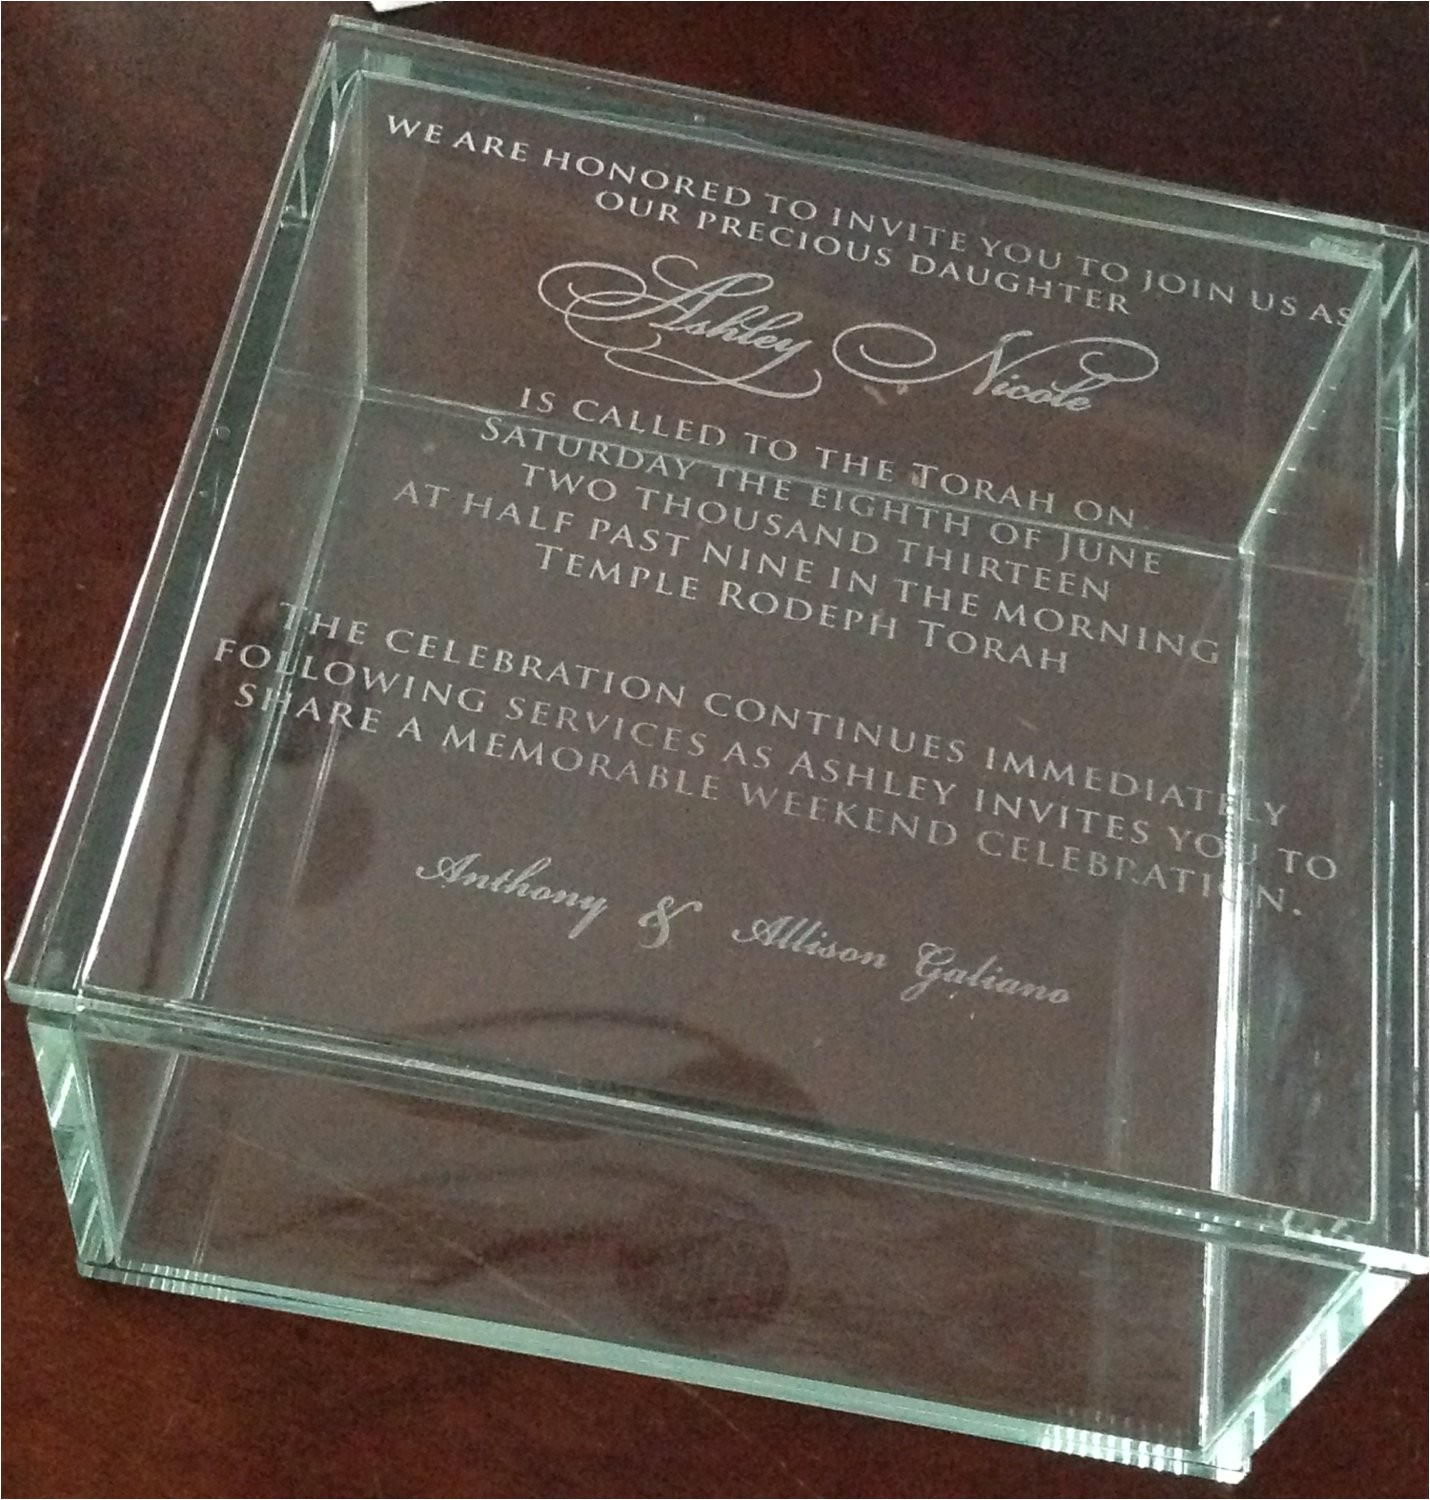 WE ARE HONORED TO INVITE YOU TO JOIN US AS
OUR PRECIOUS DAUGHTER
Ashley Nicole
IS CALLED TO THE TORAH ON
SATURDAY THE EIGHTH OF JUNE
TWO THOUSAND THIRTEEN
AT HALF PAST NINE IN THE MORNING
TEMPLE RODEPH TORAH
THE CELEBRATION CONTINUES IMMEDIATELY
FOLLOWING SERVICES AS ASHLEY INVITES YOU TO
SHARE A MEMORABLE WEEKEND CELEBRATION.
Anthony & Allison Galiano